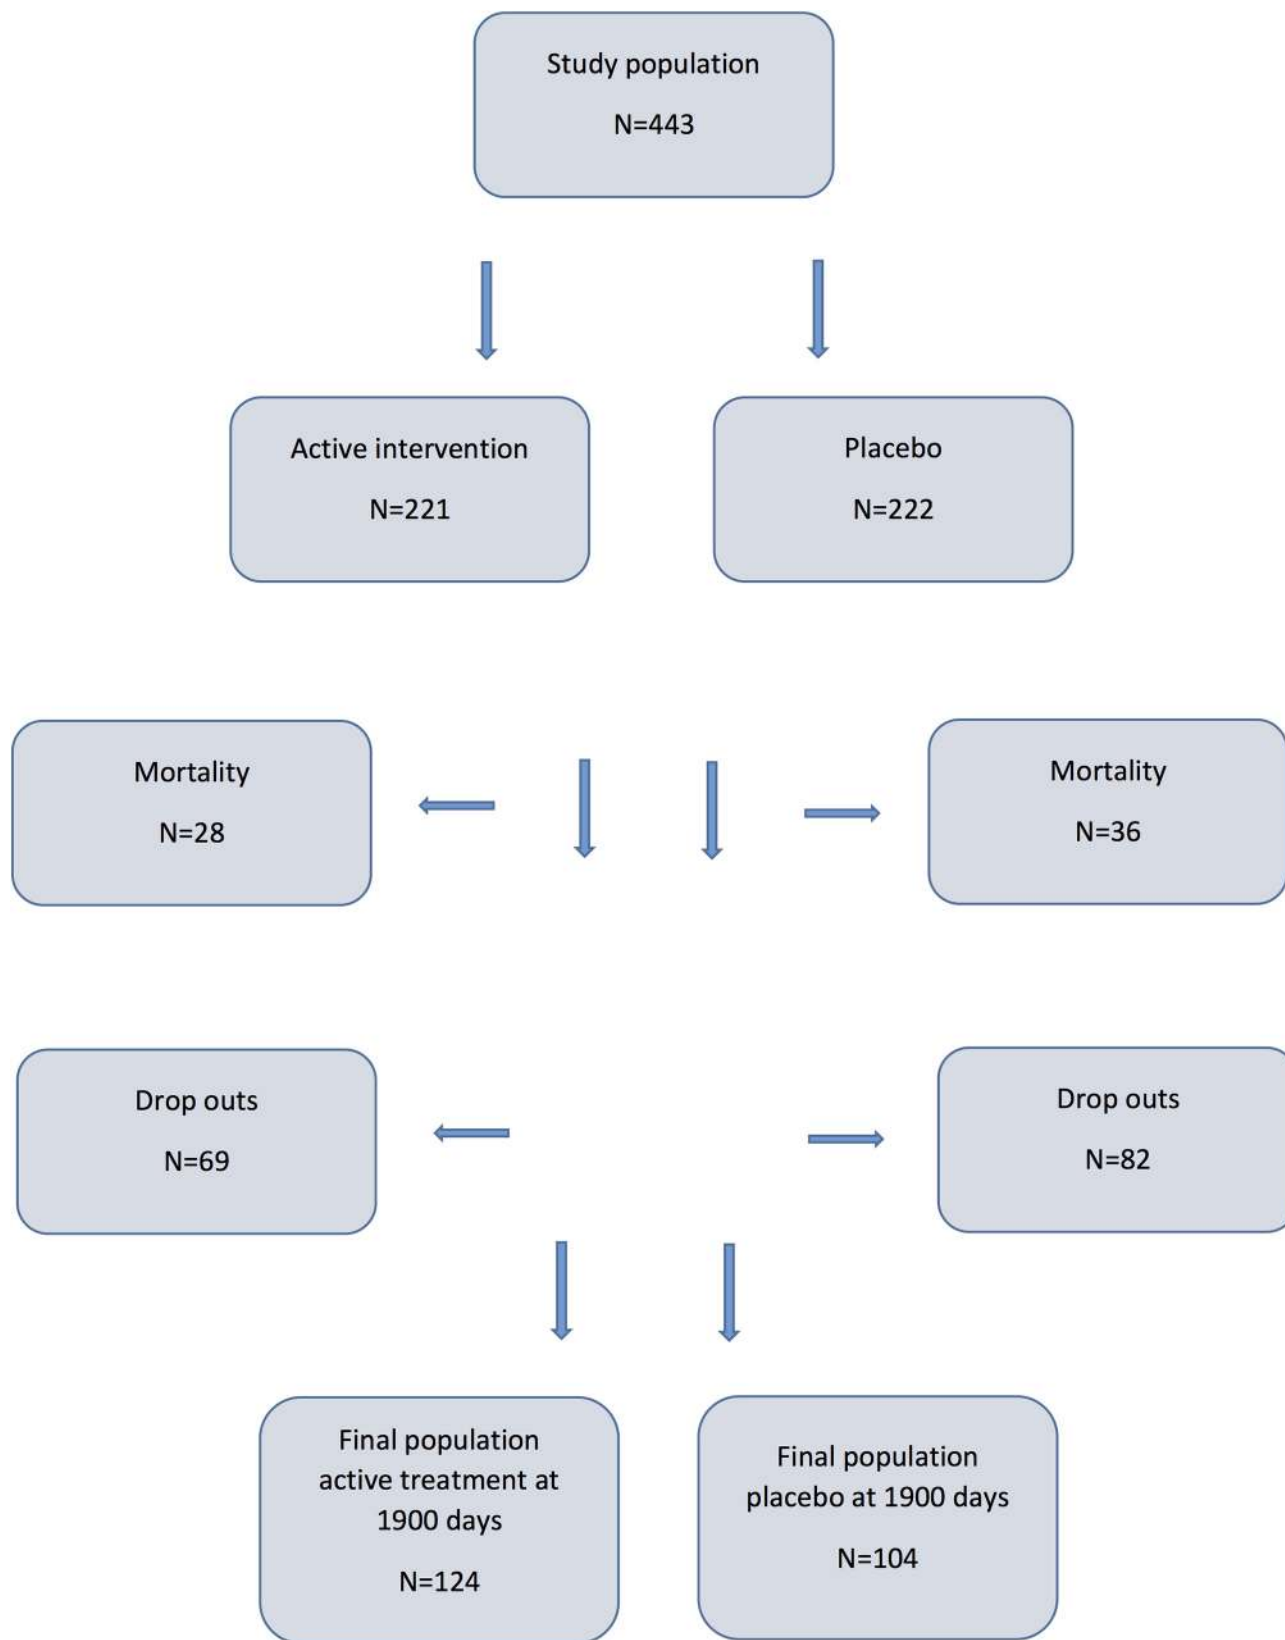 Study population
N=443
Active intervention
N=221
Placebo
N=222
Mortality
N=28
Mortality
N=36
Drop outs
N=69
Drop outs
N=82
Final population
active treatment at
1900 days
N=124
Final population
placebo at 1900 days
N=104